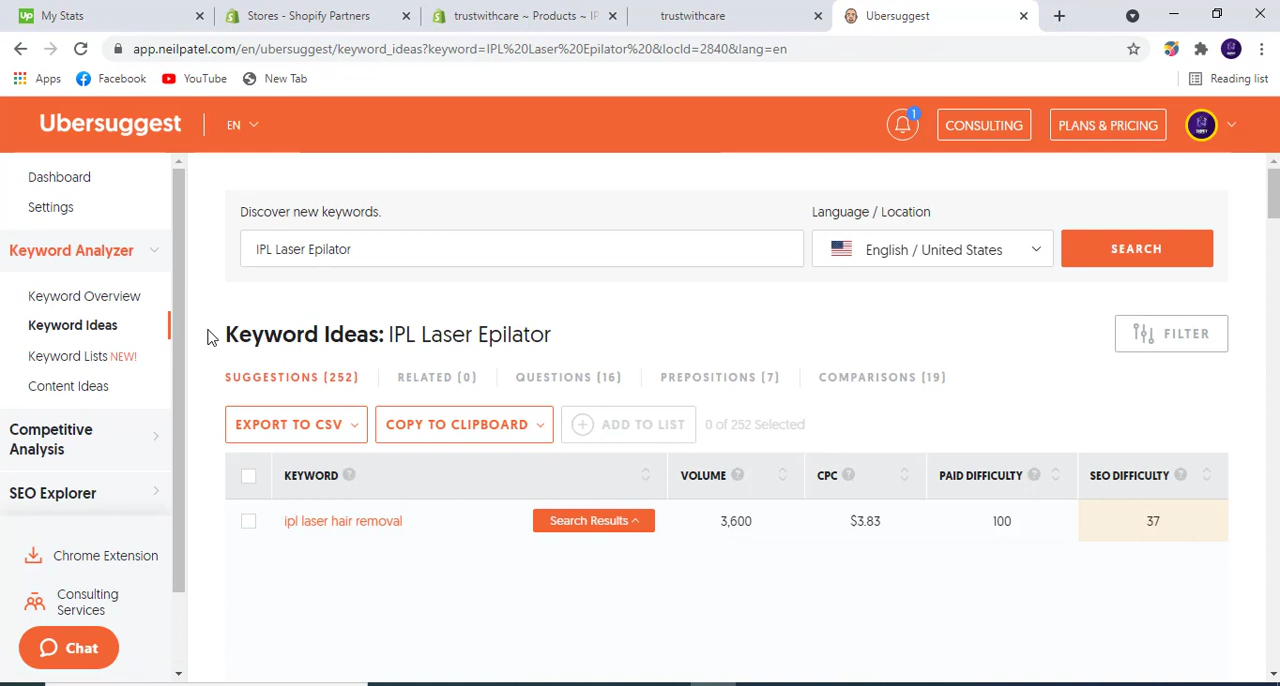 Up My Stats
Stores - Shopify Partners
trustwithcare ~ Products ~ IP
trustwithcare
Ubersuggest
app.neilpatel.com/en/ubersuggest/keyword_ideas?keyword=IPL%20Laser%20Epilator%20&locId=2840&lang=en
Apps
Facebook
YouTube
New Tab
Reading list
Ubersuggest
EN
1
CONSULTING
PLANS & PRICING
Dashboard
Settings
Keyword Analyzer
Keyword Overview
Keyword Ideas
Keyword Lists NEW!
Content Ideas
Competitive
Analysis
SEO Explorer
Chrome Extension
Consulting
Services
Chat
Discover new keywords.
Language / Location
IPL Laser Epilator
English / United States
SEARCH
Keyword Ideas: IPL Laser Epilator
FILTER
SUGGESTIONS (252)
RELATED (0)
QUESTIONS (16)
PREPOSITIONS (7)
COMPARISONS (19)
EXPORT TO CSV
COPY TO CLIPBOARD
ADD TO LIST
0 of 252 Selected
KEYWORD ?
VOLUME ?
CPC ?
PAID DIFFICULTY ?
SEO DIFFICULTY ?
ipl laser hair removal
Search Results
3,600
$3.83
100
37